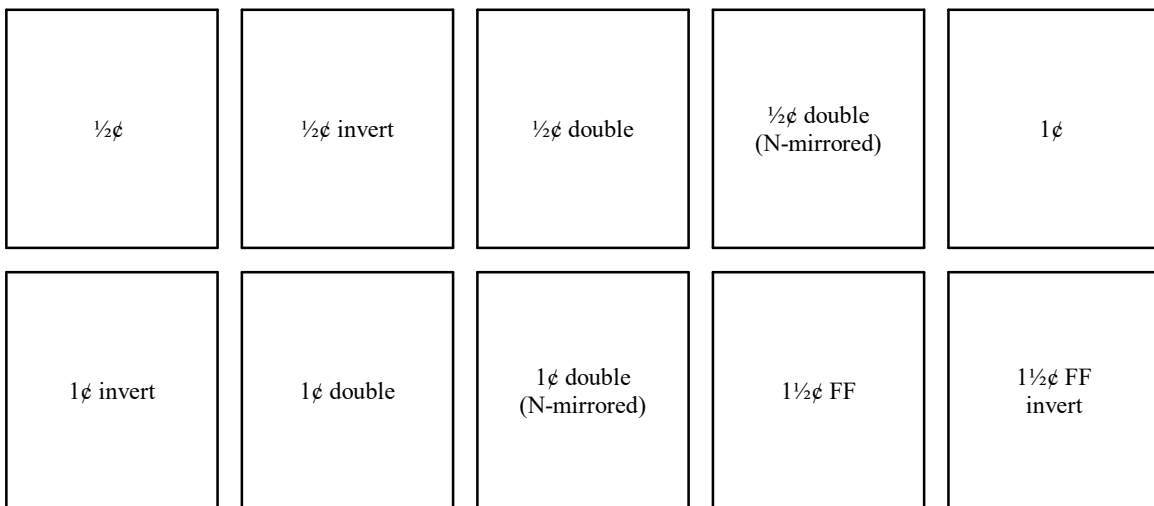 ½¢
½¢ invert
½¢ double
½¢ double
(N-mirrored)
1¢
1¢ invert
1¢ double
1¢ double
(N-mirrored)
1½¢ FF
1½¢ FF
invert